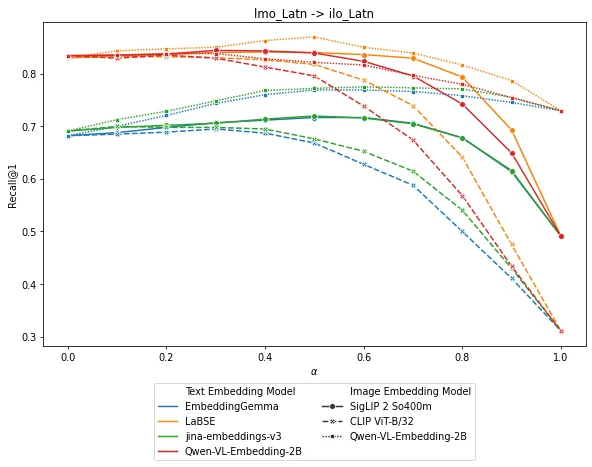 lmo_Latn -> ilo_Latn
Recall@1
0.8
0.7
0.6
0.5
0.4
0.3
0.0
0.2
0.4
0.6
0.8
1.0
α
Text Embedding Model
EmbeddingGemma
LaBSE
jina-embeddings-v3
Qwen-VL-Embedding-2B
Image Embedding Model
SigLIP 2 So400m
CLIP ViT-B/32
Qwen-VL-Embedding-2B